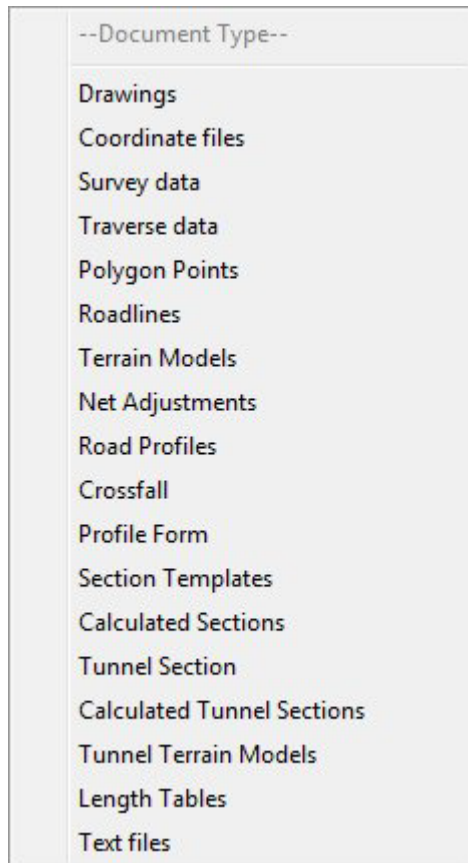 --Document Type--
Drawings
Coordinate files
Survey data
Traverse data
Polygon Points
Roadlines
Terrain Models
Net Adjustments
Road Profiles
Crossfall
Profile Form
Section Templates
Calculated Sections
Tunnel Section
Calculated Tunnel Sections
Tunnel Terrain Models
Length Tables
Text files